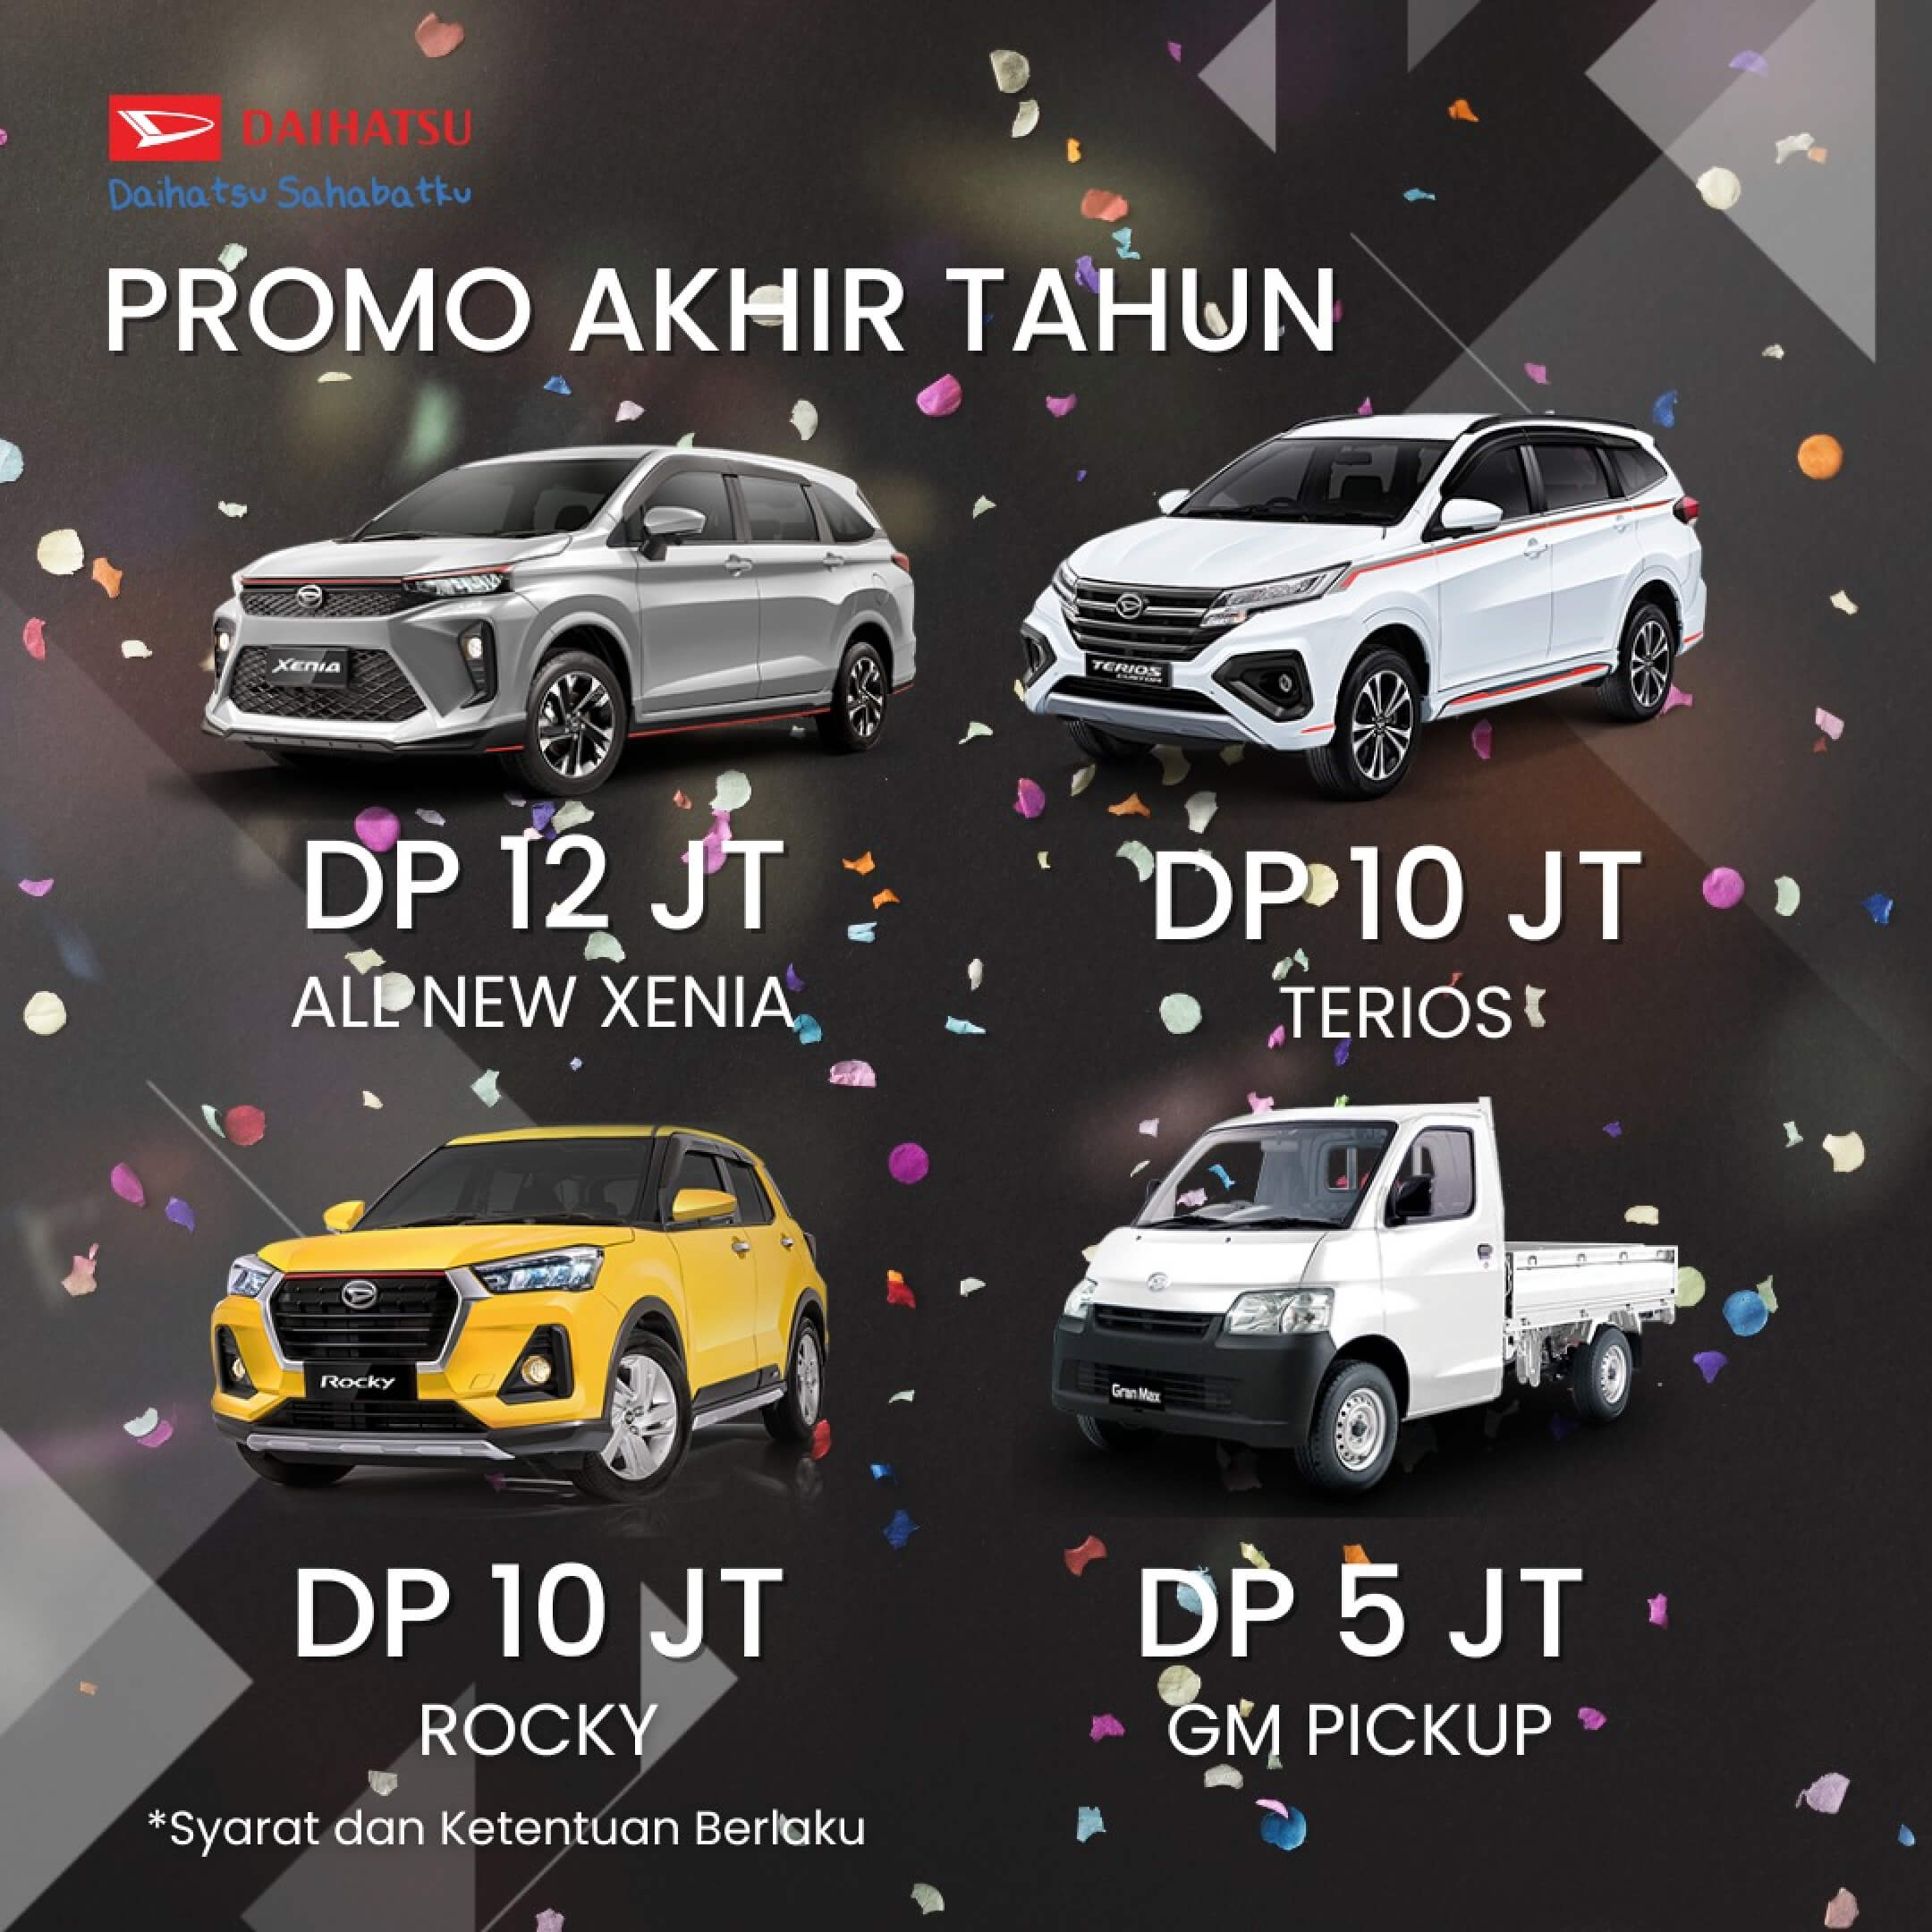 DAIHATSU
Daihatsu Sahabatku
PROMO AKHIR TAHUN
XENIA
TERIOS
CUSTOM
DP 12 JT
DP 10 JT
ALL NEW XENIA
TERIOS
Rocky
Gran Max
DP 10 JT
DP 5 JT
ROCKY
GM PICKUP
*Syarat dan Ketentuan Berlaku